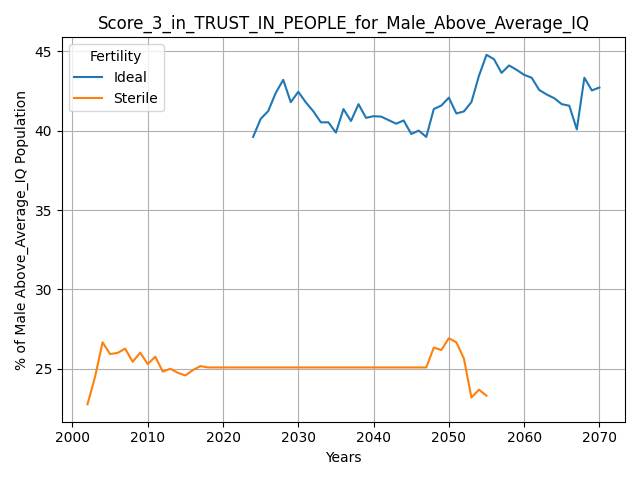 Score_3_in_TRUST_IN_PEOPLE_for_Male_Above_Average_IQ
Fertility
Ideal
Sterile
% of Male Above_Average_IQ Population
45
40
35
30
25
2000 2010 2020 2030 2040 2050 2060 2070
Years